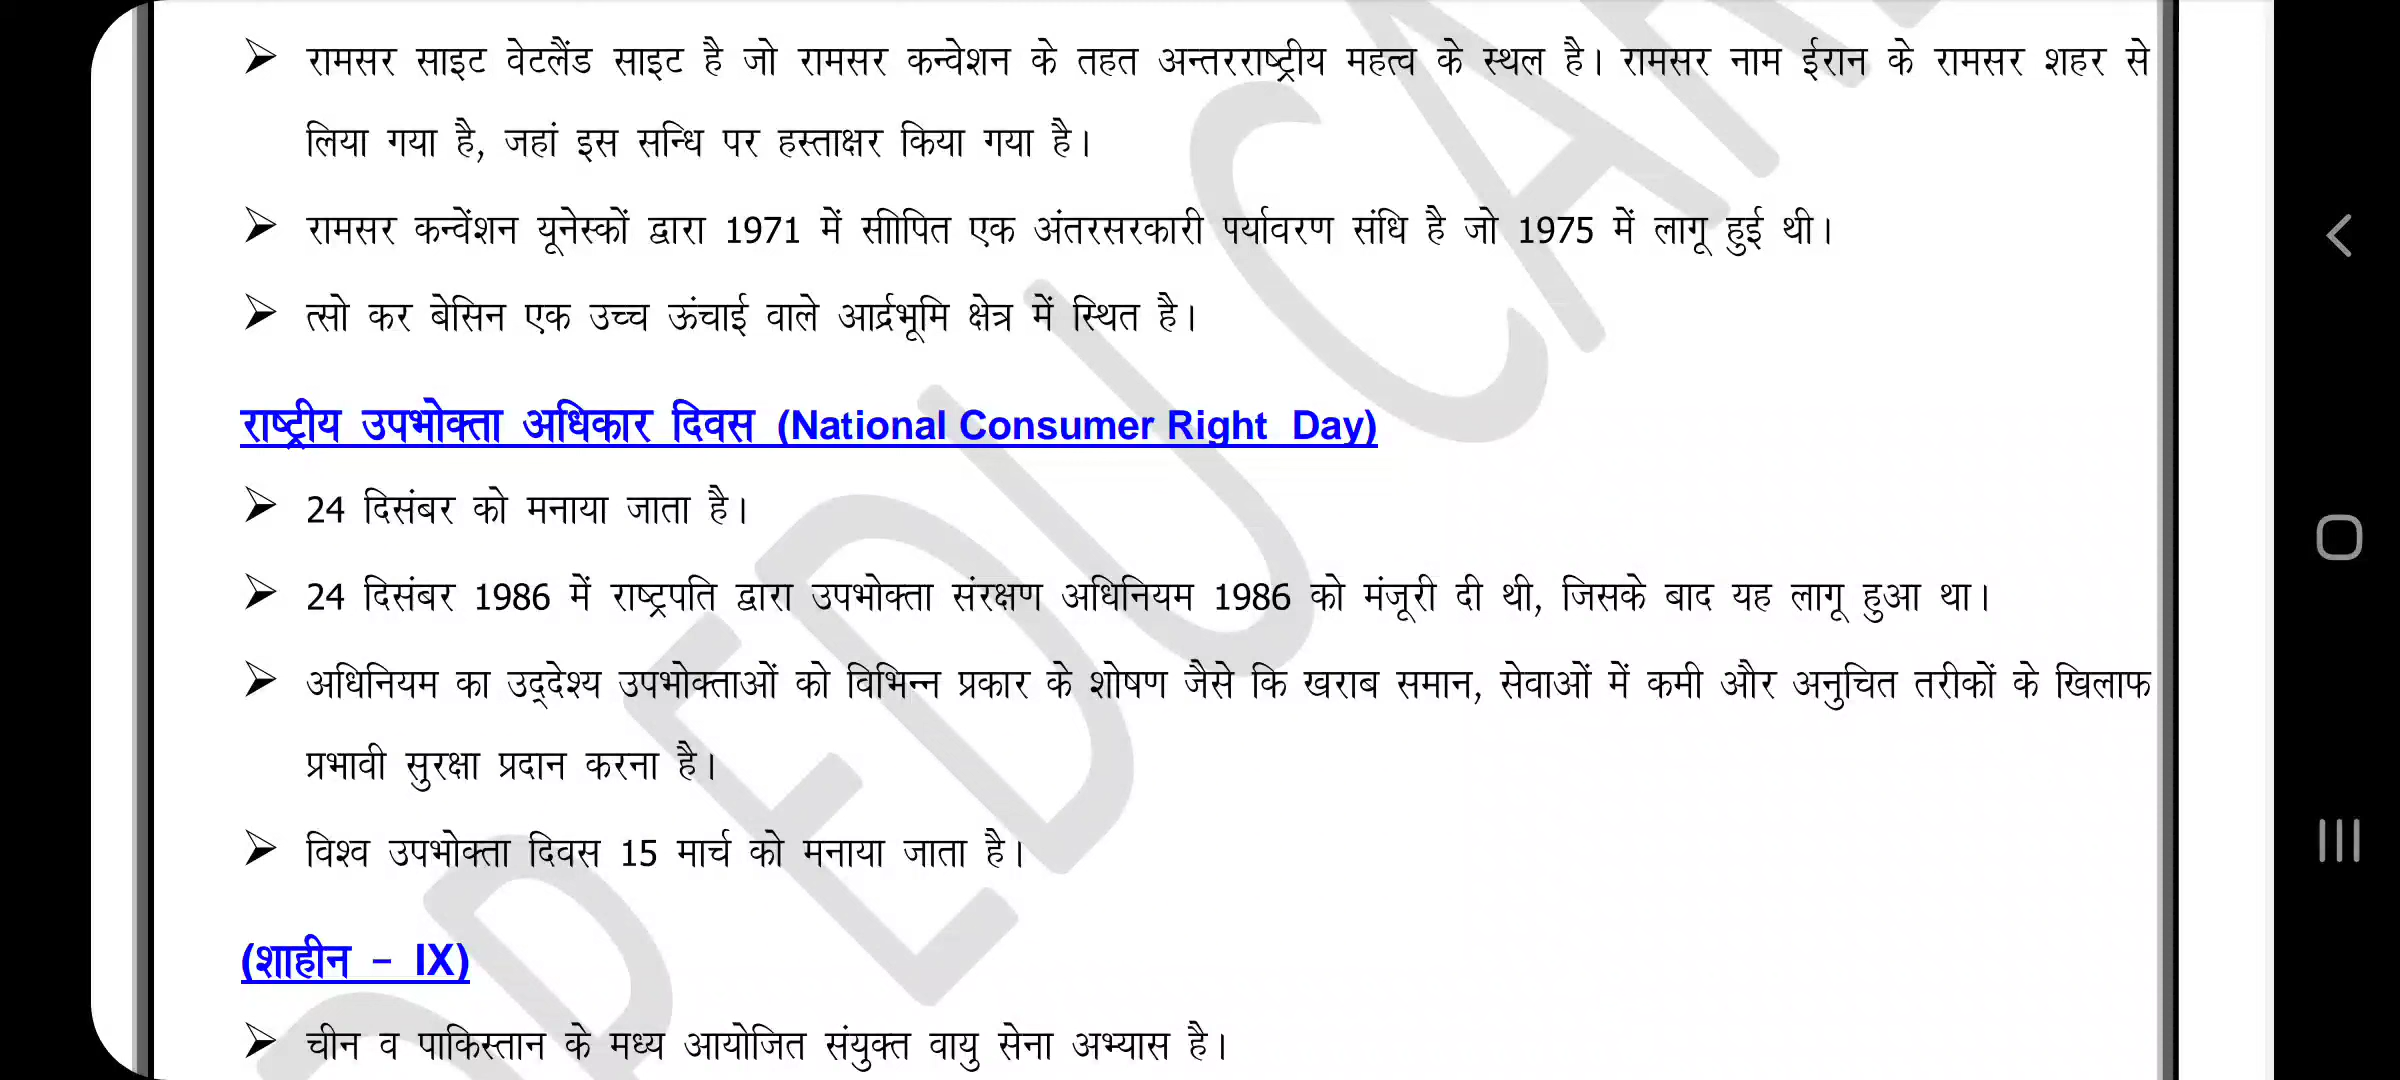 ➢ रामसर साइट वेटलैंड साइट है जो रामसर कन्वेशन के तहत अन्तरराष्ट्रीय महत्व के स्थल है। रामसर नाम ईरान के रामसर शहर से
लिया गया है, जहां इस सन्धि पर हस्ताक्षर किया गया है।
➢ रामसर कन्वेंशन यूनेस्कों द्वारा 1971 में साीपित एक अंतरसरकारी पर्यावरण संधि है जो 1975 में लागू हुई थी।
➢ त्सो कर बेसिन एक उच्च ऊंचाई वाले आर्द्रभूमि क्षेत्र में स्थित है।
राष्ट्रीय उपभोक्ता अधिकार दिवस (National Consumer Right Day)
➢ 24 दिसंबर को मनाया जाता है।
➢ 24 दिसंबर 1986 में राष्ट्रपति द्वारा उपभोक्ता संरक्षण अधिनियम 1986 को मंजूरी दी थी, जिसके बाद यह लागू हुआ था।
➢ अधिनियम का उद्देश्य उपभोक्ताओं को विभिन्न प्रकार के शोषण जैसे कि खराब समान, सेवाओं में कमी और अनुचित तरीकों के खिलाफ
प्रभावी सुरक्षा प्रदान करना है।
➢ विश्व उपभोक्ता दिवस 15 मार्च को मनाया जाता है।
(शाहीन – IX)
➢ चीन व पाकिस्तान के मध्य आयोजित संयुक्त वायु सेना अभ्यास है।
EDU